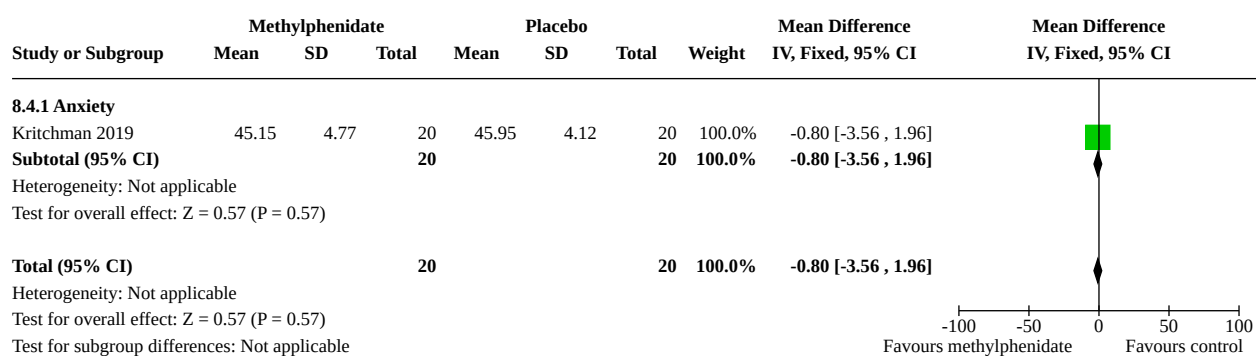 Methylphenidate Placebo Mean Difference Mean Difference
Study or Subgroup Mean SD Total Mean SD Total Weight IV, Fixed, 95% CI IV, Fixed, 95% CI
8.4.1 Anxiety
Kritchman 2019 45.15 4.77 20 45.95 4.12 20 100.0% -0.80 [-3.56 , 1.96]
Subtotal (95% CI) 20 20 100.0% -0.80 [-3.56 , 1.96]
Heterogeneity: Not applicable
Test for overall effect: Z = 0.57 (P = 0.57)
Total (95% CI) 20 20 100.0% -0.80 [-3.56 , 1.96]
Heterogeneity: Not applicable
Test for overall effect: Z = 0.57 (P = 0.57)
-100 -50 0 50 100
Test for subgroup differences: Not applicable Favours methylphenidate Favours control